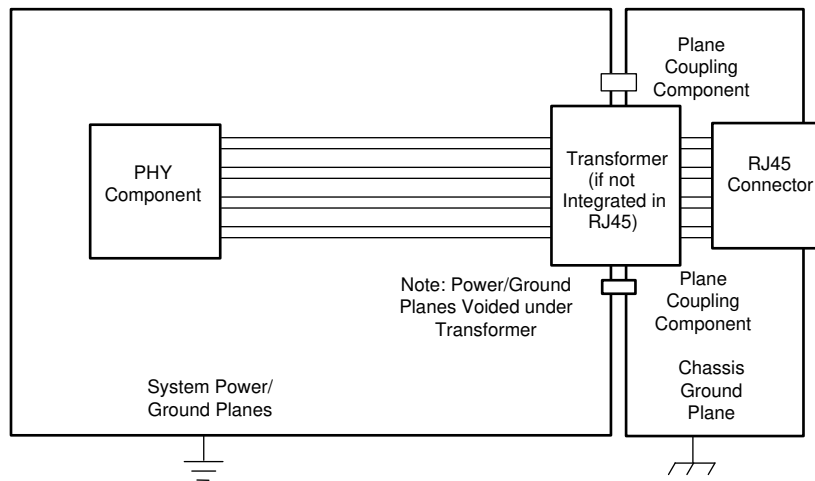 Plane
Coupling
Component
PHY
Component
Transformer
(if not
Integrated in
RJ45)
RJ45
Connector
Note: Power/Ground
Planes Voided under
Transformer
Plane
Coupling
Component
System Power/
Ground Planes
Chassis
Ground
Plane